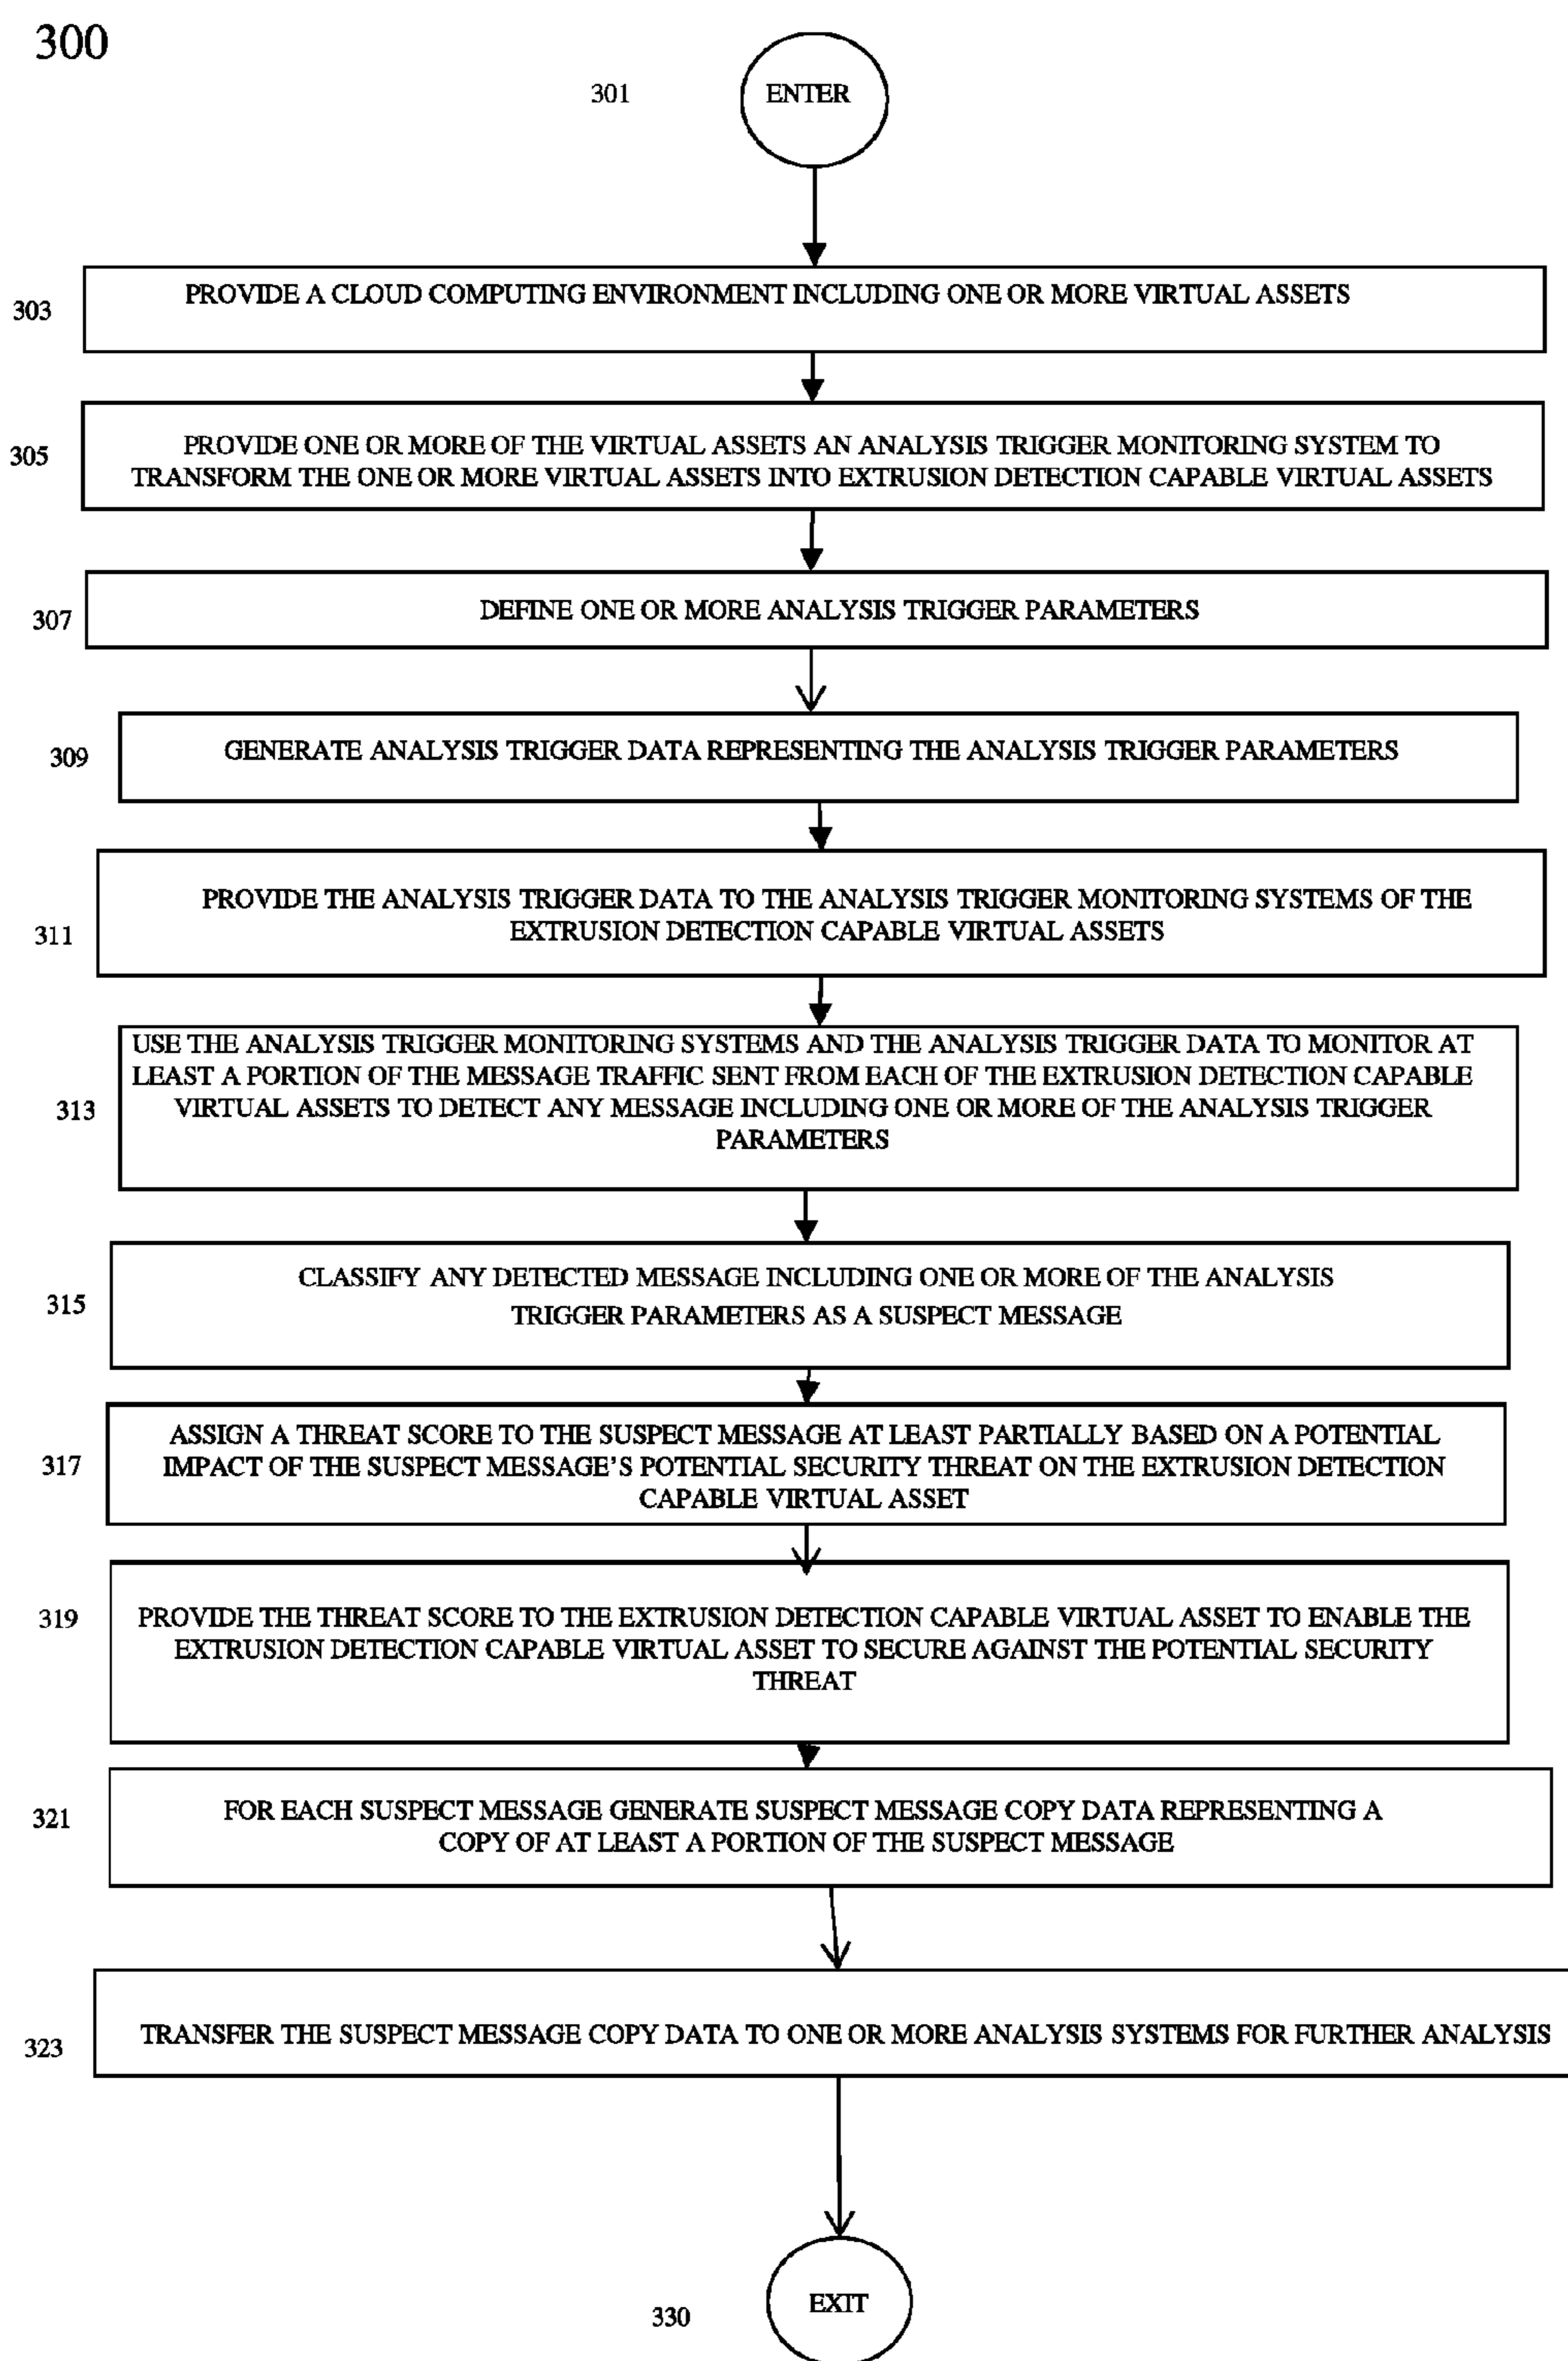 300
301
ENTER
303
PROVIDE A CLOUD COMPUTING ENVIRONMENT INCLUDING ONE OR MORE VIRTUAL ASSETS
305
PROVIDE ONE OR MORE OF THE VIRTUAL ASSETS AN ANALYSIS TRIGGER MONITORING SYSTEM TO
TRANSFORM THE ONE OR MORE VIRTUAL ASSETS INTO EXTRUSION DETECTION CAPABLE VIRTUAL ASSETS
307
DEFINE ONE OR MORE ANALYSIS TRIGGER PARAMETERS
309
GENERATE ANALYSIS TRIGGER DATA REPRESENTING THE ANALYSIS TRIGGER PARAMETERS
311
PROVIDE THE ANALYSIS TRIGGER DATA TO THE ANALYSIS TRIGGER MONITORING SYSTEMS OF THE
EXTRUSION DETECTION CAPABLE VIRTUAL ASSETS
313
USE THE ANALYSIS TRIGGER MONITORING SYSTEMS AND THE ANALYSIS TRIGGER DATA TO MONITOR AT
LEAST A PORTION OF THE MESSAGE TRAFFIC SENT FROM EACH OF THE EXTRUSION DETECTION CAPABLE
VIRTUAL ASSETS TO DETECT ANY MESSAGE INCLUDING ONE OR MORE OF THE ANALYSIS TRIGGER
PARAMETERS
315
CLASSIFY ANY DETECTED MESSAGE INCLUDING ONE OR MORE OF THE ANALYSIS
TRIGGER PARAMETERS AS A SUSPECT MESSAGE
317
ASSIGN A THREAT SCORE TO THE SUSPECT MESSAGE AT LEAST PARTIALLY BASED ON A POTENTIAL
IMPACT OF THE SUSPECT MESSAGE'S POTENTIAL SECURITY THREAT ON THE EXTRUSION DETECTION
CAPABLE VIRTUAL ASSET
319
PROVIDE THE THREAT SCORE TO THE EXTRUSION DETECTION CAPABLE VIRTUAL ASSET TO ENABLE THE
EXTRUSION DETECTION CAPABLE VIRTUAL ASSET TO SECURE AGAINST THE POTENTIAL SECURITY
THREAT
321
FOR EACH SUSPECT MESSAGE GENERATE SUSPECT MESSAGE COPY DATA REPRESENTING A
COPY OF AT LEAST A PORTION OF THE SUSPECT MESSAGE
323
TRANSFER THE SUSPECT MESSAGE COPY DATA TO ONE OR MORE ANALYSIS SYSTEMS FOR FURTHER ANALYSIS
330
EXIT